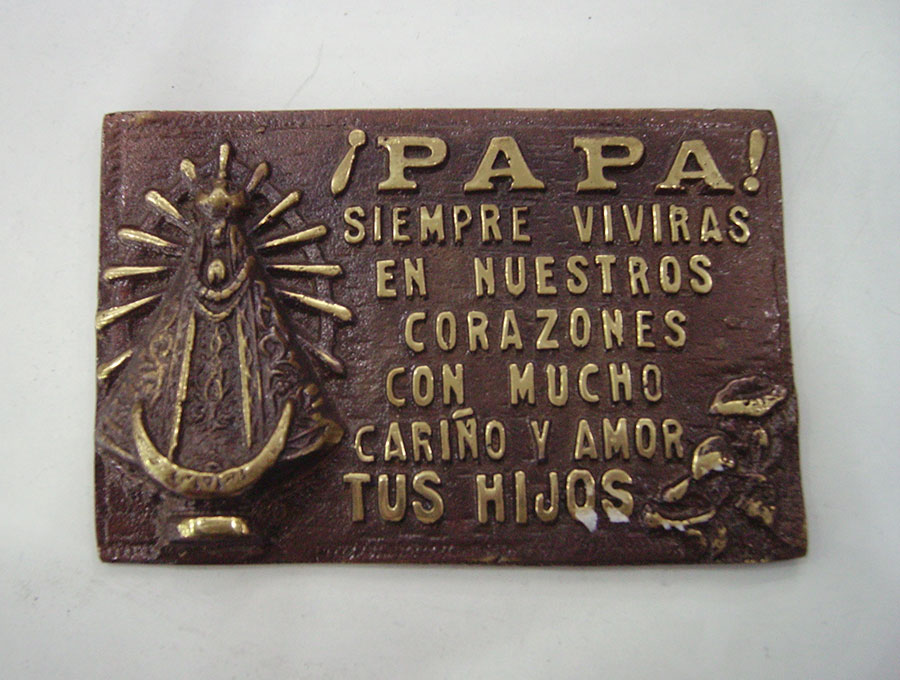 ¡PAPA!
SIEMPRE VIVIRAS
EN NUESTROS
CORAZONES
CON MUCHO
CARIÑO Y AMOR
TUS HIJOS